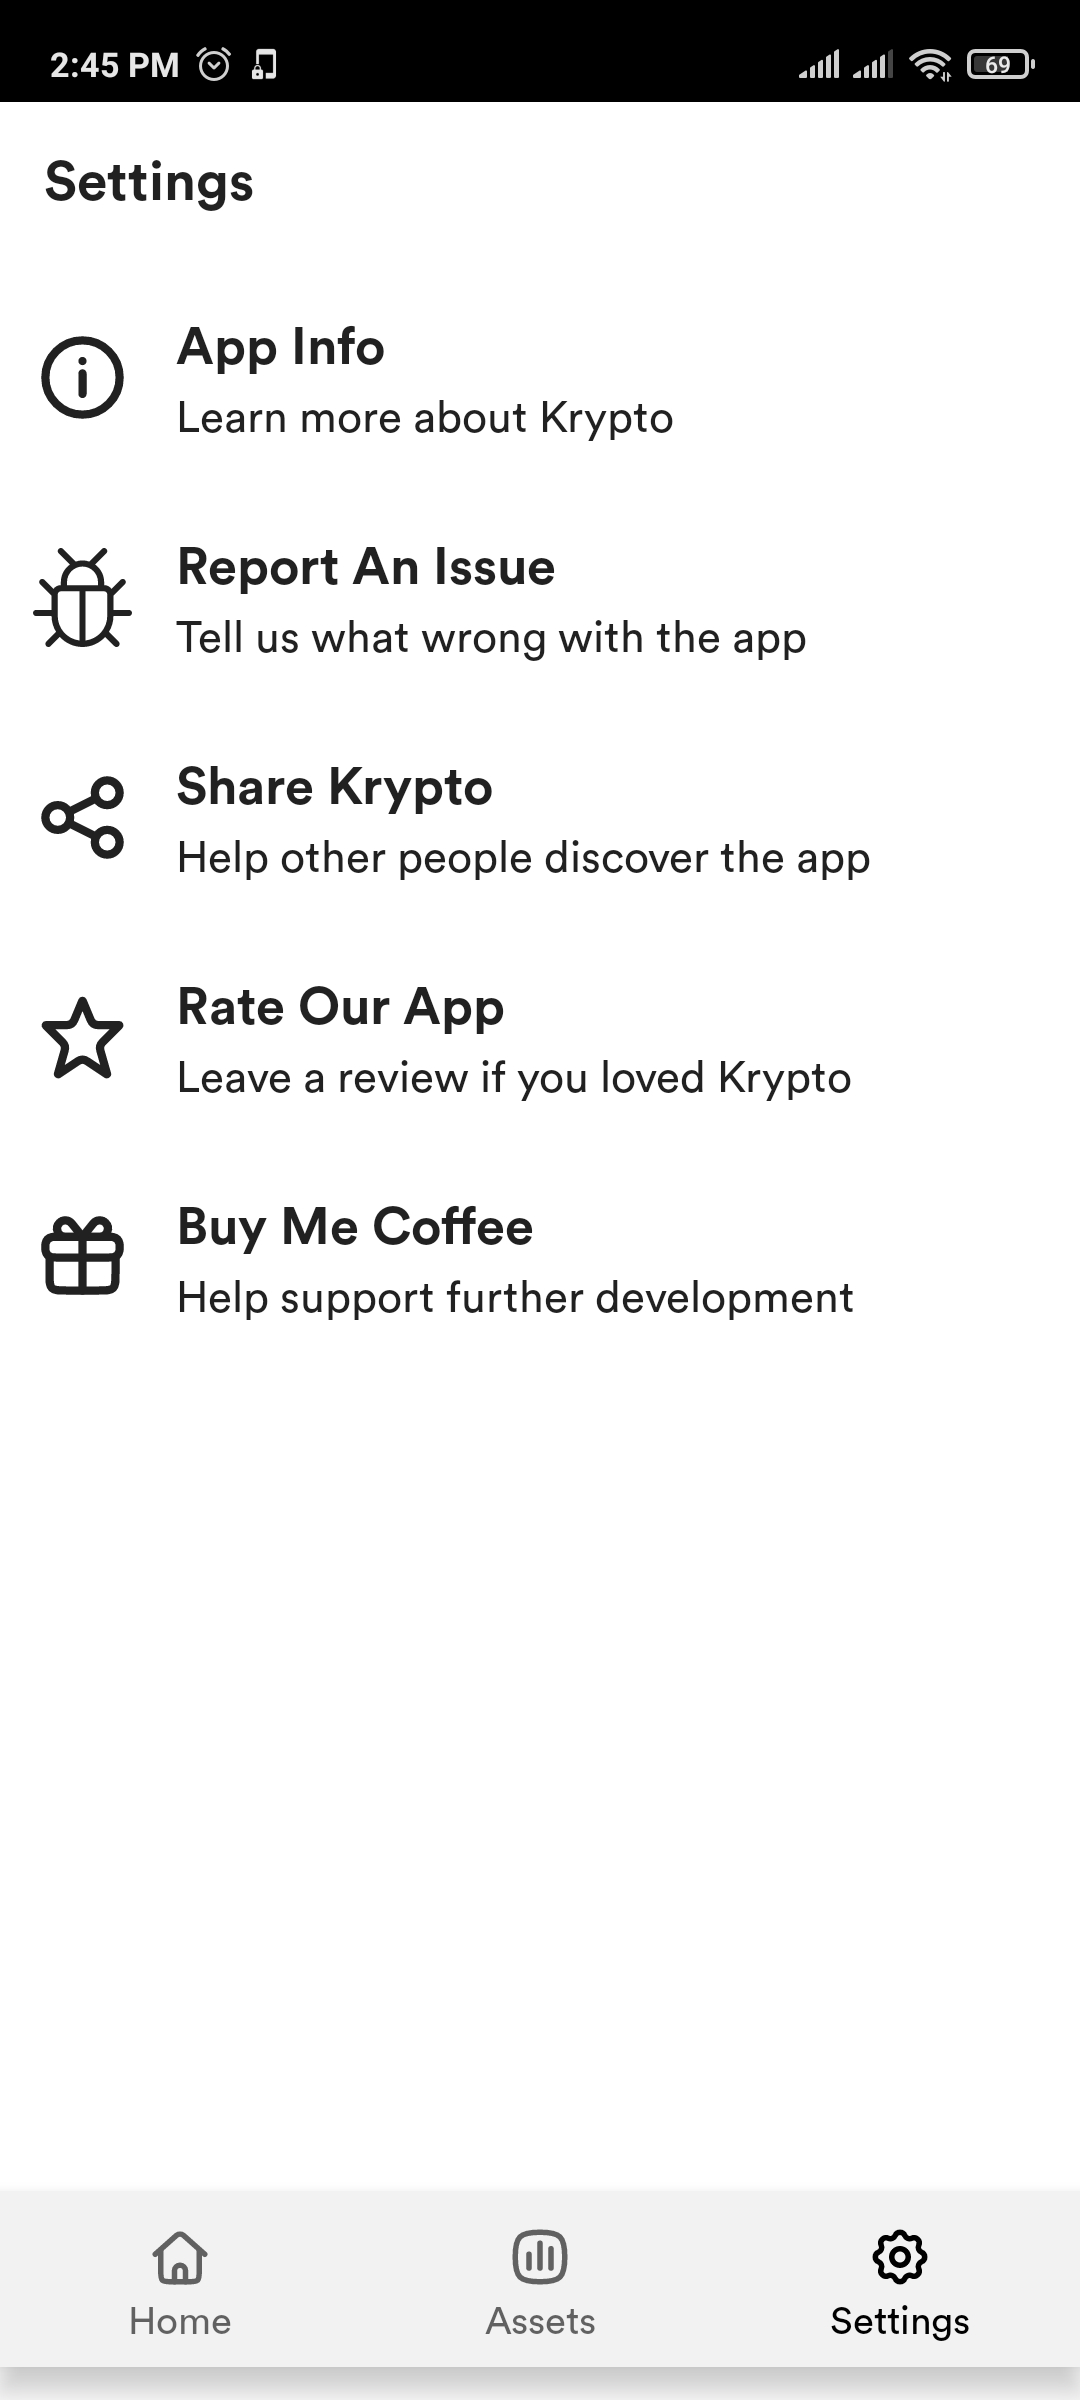 2:45 PM
69
Settings
App Info
Learn more about Krypto
Report An Issue
Tell us what wrong with the app
Share Krypto
Help other people discover the app
Rate Our App
Leave a review if you loved Krypto
Buy Me Coffee
Help support further development
Home
Assets
Settings